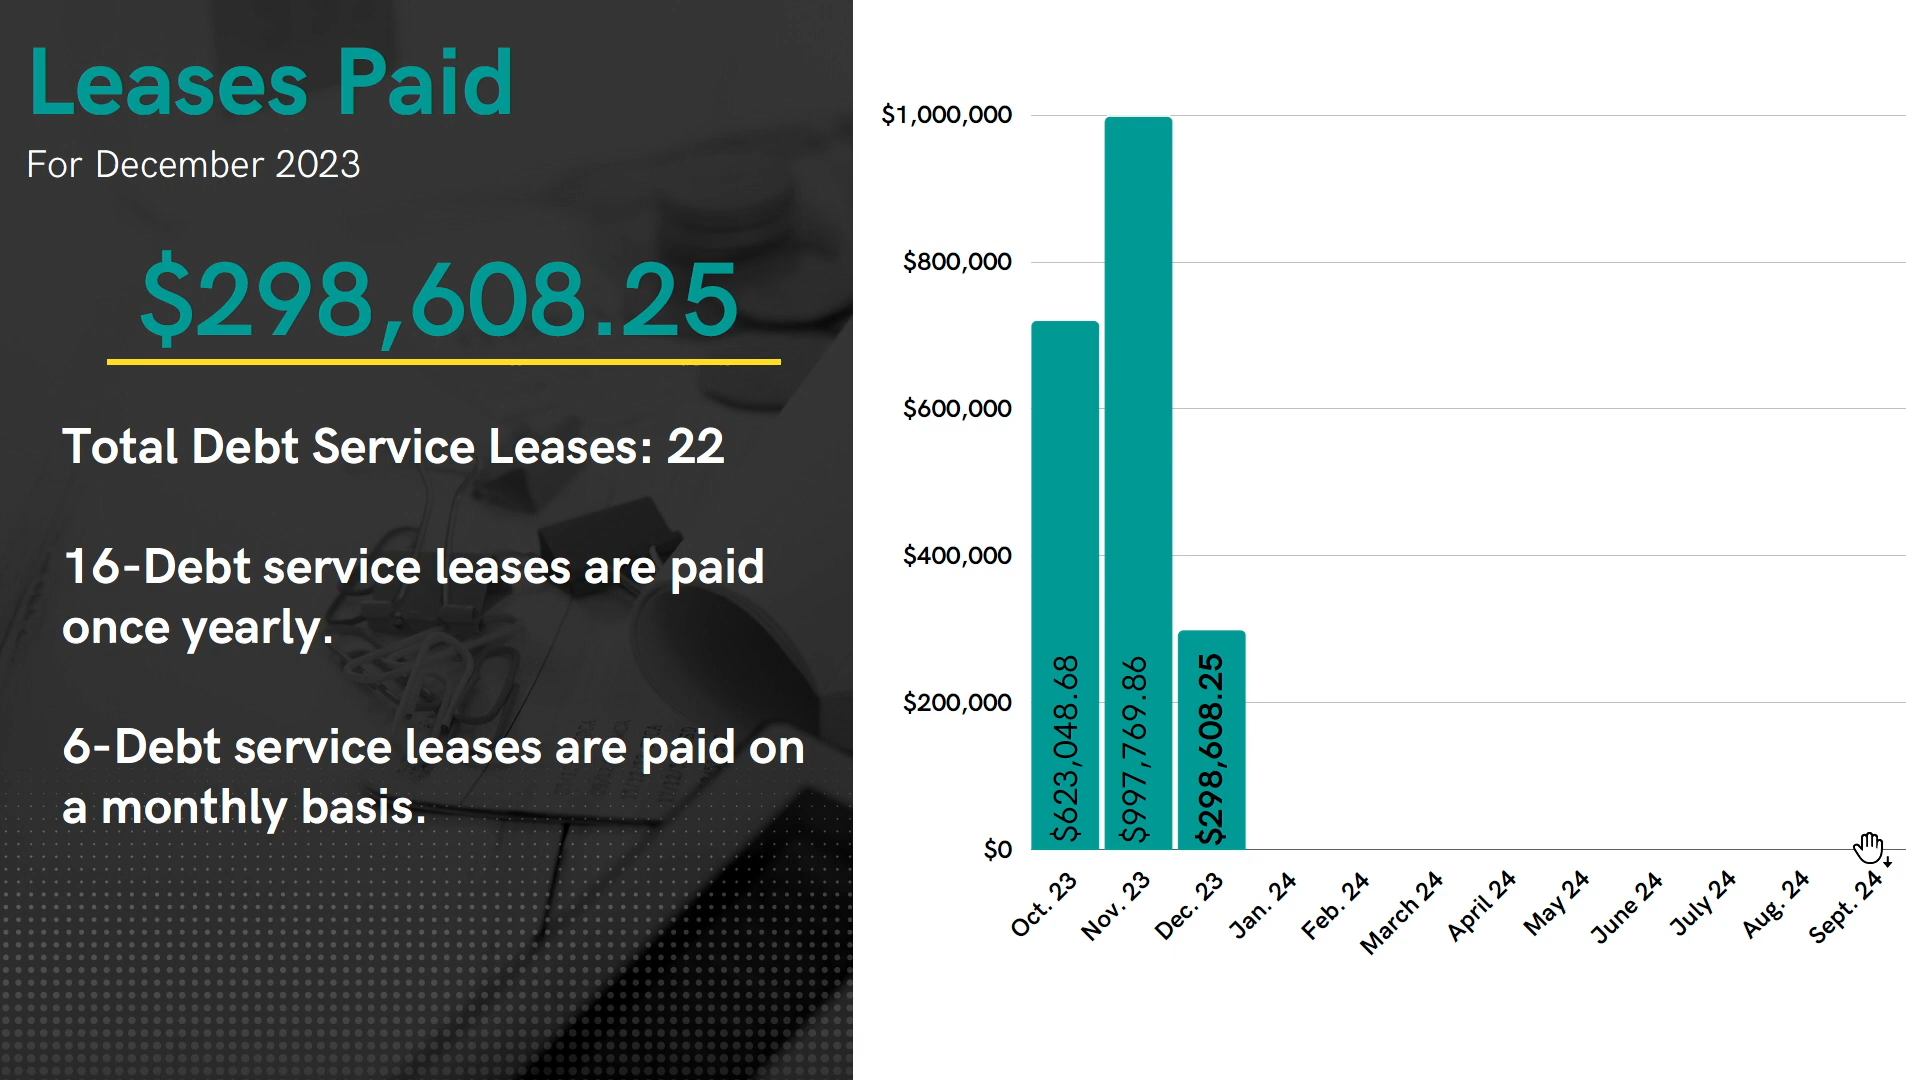 Leases Paid
For December 2023
$298,608.25
Total Debt Service Leases: 22
16-Debt service leases are paid
once yearly.
6-Debt service leases are paid on
a monthly basis.
$1,000,000
$800,000
$600,000
$400,000
$200,000
$0
$623,048.68
$997,769.86
$298,608.25
Oct. 23
Nov. 23
Dec. 23
Jan. 24
Feb. 24
March 24
April 24
May 24
June 24
July 24
Aug. 24
Sept. 24